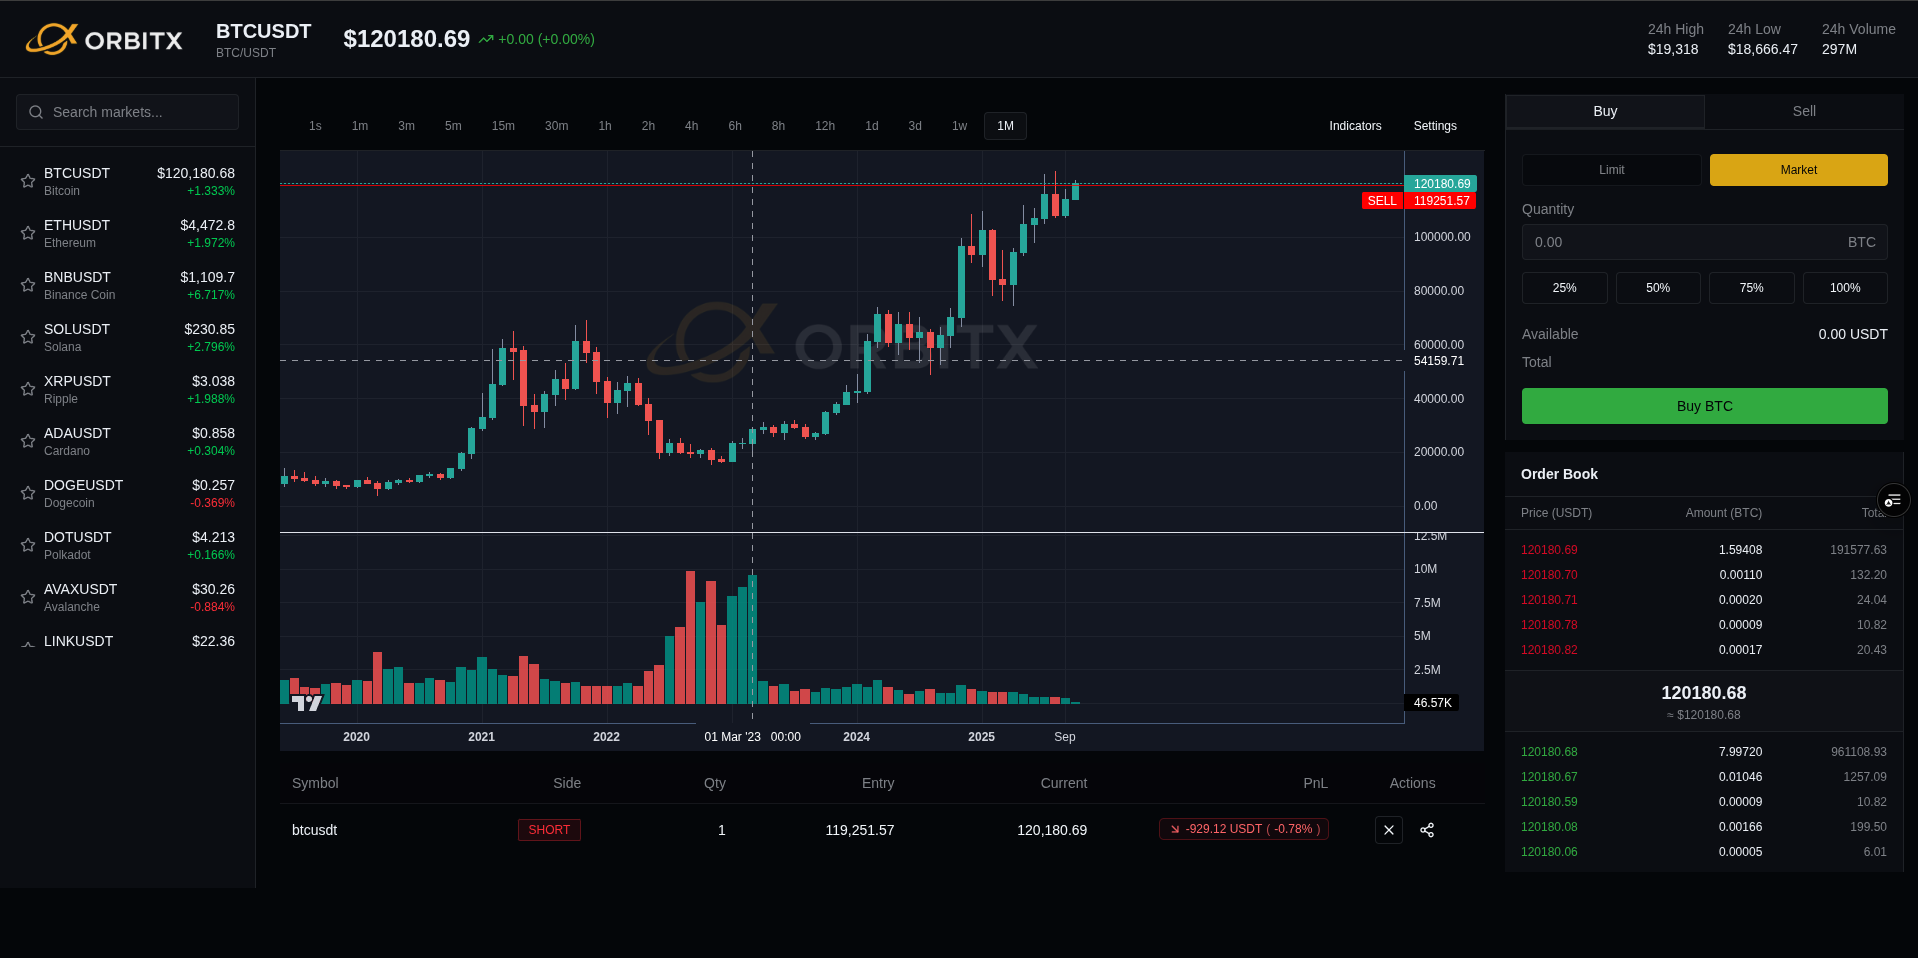 ORBITX
BTCUSDT
BTC/USDT
$120180.69
+0.00 (+0.00%)
24h High
$19,318
24h Low
$18,666.47
24h Volume
297M
Search markets...
BTCUSDT $120,180.68
Bitcoin +1.333%
ETHUSDT $4,472.8
Ethereum +1.972%
BNBUSDT $1,109.7
Binance Coin +6.717%
SOLUSDT $230.85
Solana +2.796%
XRPUSDT $3.038
Ripple +1.988%
ADAUSDT $0.858
Cardano +0.304%
DOGEUSDT $0.257
Dogecoin -0.369%
DOTUSDT $4.213
Polkadot +0.166%
AVAXUSDT $30.26
Avalanche -0.884%
LINKUSDT $22.36
1s 1m 3m 5m 15m 30m 1h 2h 4h 6h 8h 12h 1d 3d 1w 1M
Indicators Settings
ORBITX
120180.69
SELL 119251.57
100000.00
80000.00
60000.00
54159.71
40000.00
20000.00
0.00
12.5M
10M
7.5M
5M
2.5M
46.57K
2020 2021 2022 01 Mar '23 00:00 2024 2025 Sep
Symbol Side Qty Entry Current PnL Actions
btcusdt SHORT 1 119,251.57 120,180.69 -929.12 USDT ( -0.78% )
Buy Sell
Limit Market
Quantity
0.00 BTC
25% 50% 75% 100%
Available 0.00 USDT
Total
Buy BTC
Order Book
Price (USDT) Amount (BTC) Total
120180.69 1.59408 191577.63
120180.70 0.00110 132.20
120180.71 0.00020 24.04
120180.78 0.00009 10.82
120180.82 0.00017 20.43
120180.68
≈ $120180.68
120180.68 7.99720 961108.93
120180.67 0.01046 1257.09
120180.59 0.00009 10.82
120180.08 0.00166 199.50
120180.06 0.00005 6.01